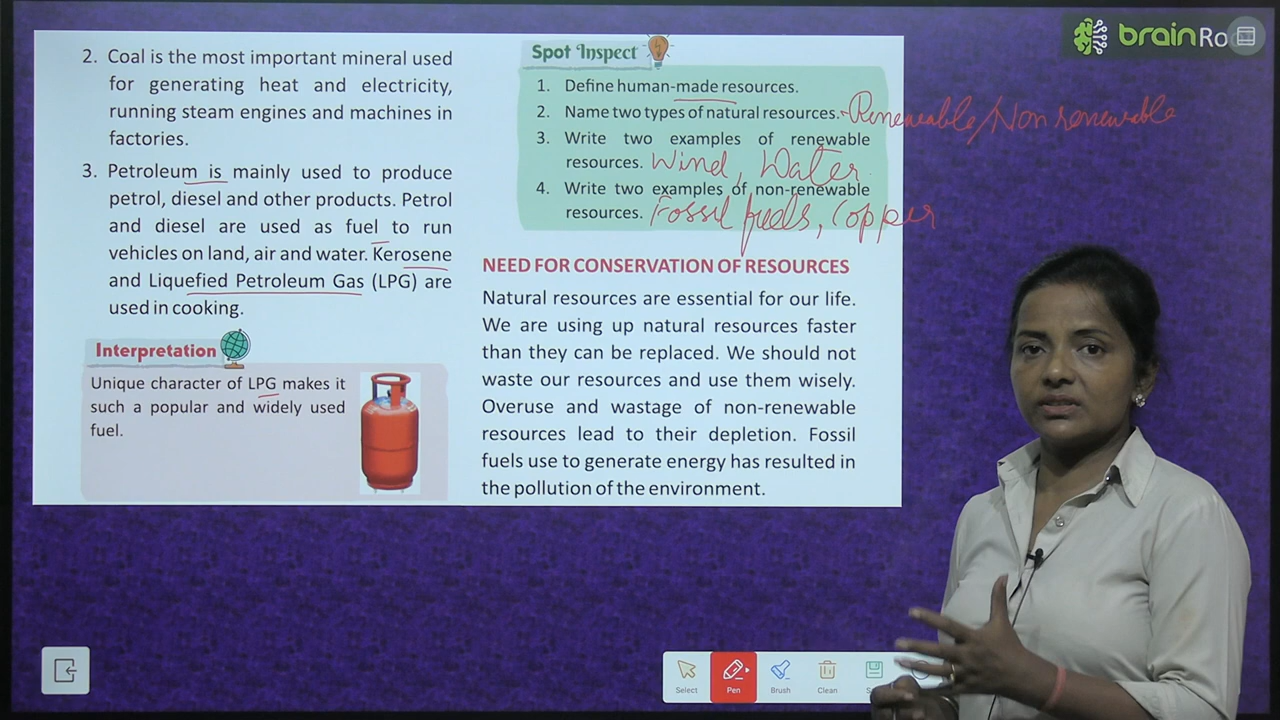 brainRo
2. Coal is the most important mineral used
for generating heat and electricity,
running steam engines and machines in
factories.
3. Petroleum is mainly used to produce
petrol, diesel and other products. Petrol
and diesel are used as fuel to run
vehicles on land, air and water. Kerosene
and Liquefied Petroleum Gas (LPG) are
used in cooking.
Interpretation
Unique character of LPG makes it
such a popular and widely used
fuel.
Spot Inspect
1. Define human-made resources.
2. Name two types of natural resources. Renewable/Non renewable
3. Write two examples of renewable
resources. Wind, Water
4. Write two examples of non-renewable
resources. Fossil fuels, Copper
NEED FOR CONSERVATION OF RESOURCES
Natural resources are essential for our life.
We are using up natural resources faster
than they can be replaced. We should not
waste our resources and use them wisely.
Overuse and wastage of non-renewable
resources lead to their depletion. Fossil
fuels use to generate energy has resulted in
the pollution of the environment.
Select
Pen
Brush
Clean